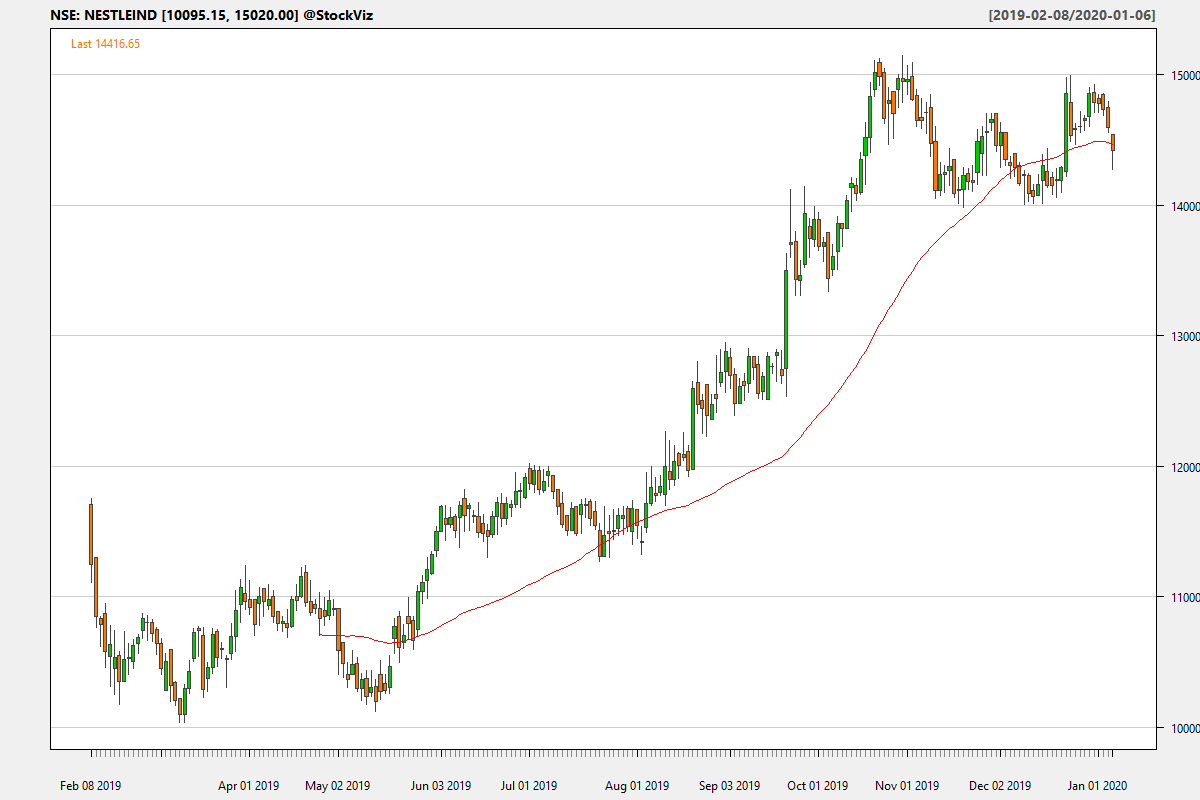 NSE: NESTLEIND [10095.15, 15020.00] @StockViz
[2019-02-08/2020-01-06]
Last 14416.65
15000
14000
13000
12000
11000
10000
Feb 08 2019
Apr 01 2019
May 02 2019
Jun 03 2019
Jul 01 2019
Aug 01 2019
Sep 03 2019
Oct 01 2019
Nov 01 2019
Dec 02 2019
Jan 01 2020